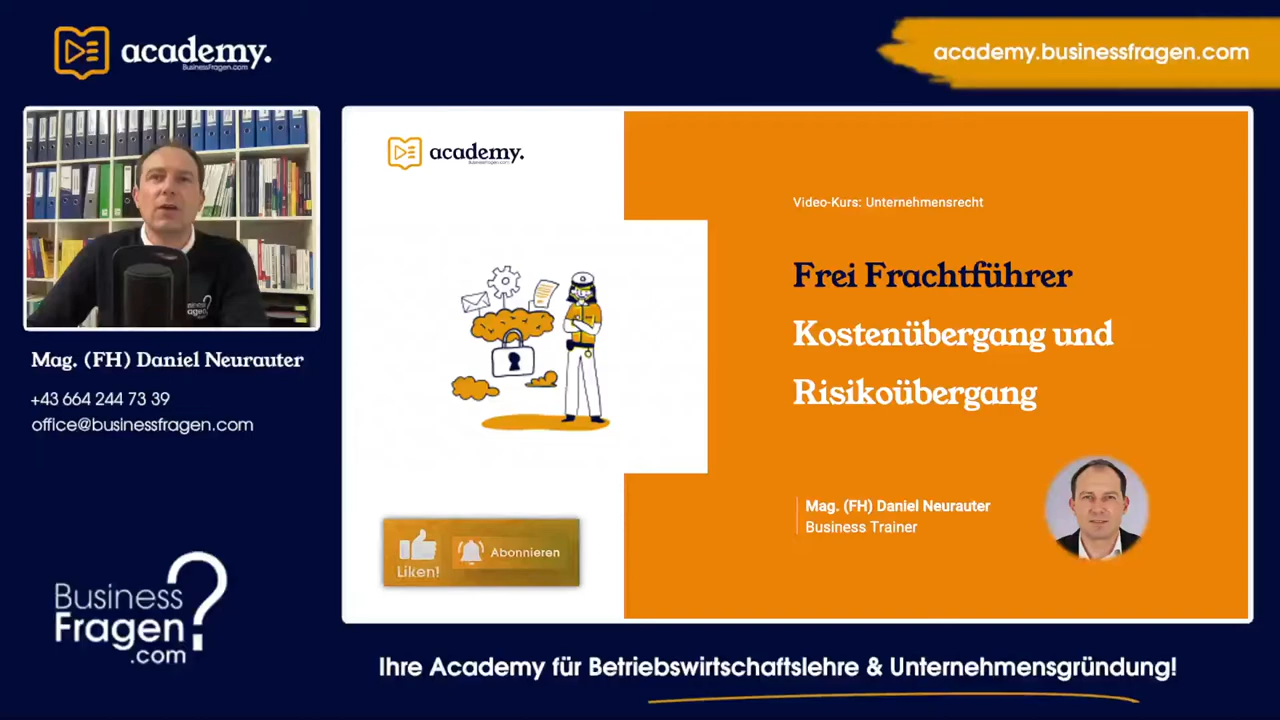 academy.
BusinessFragen.com
academy.businessfragen.com
academy.
BusinessFragen.com
Video-Kurs: Unternehmensrecht
Frei Frachtführer
Kostenübergang und
Risikoübergang
Mag. (FH) Daniel Neurauter
Business Trainer
Liken!
Abonnieren
Mag. (FH) Daniel Neurauter
+43 664 244 73 39
office@businessfragen.com
Business
Fragen?
.com
Ihre Academy für Betriebswirtschaftslehre & Unternehmensgründung!